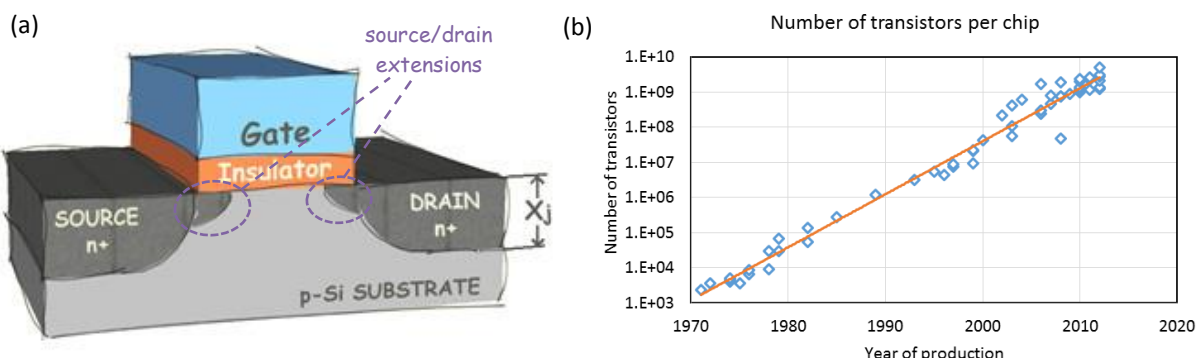 (a)
source/drain
extensions
Gate
Insulator
SOURCE
n+
DRAIN
n+
Xj
p-Si SUBSTRATE
(b)
Number of transistors per chip
Number of transistors
1.E+10
1.E+09
1.E+08
1.E+07
1.E+06
1.E+05
1.E+04
1.E+03
1970 1980 1990 2000 2010 2020
Year of production